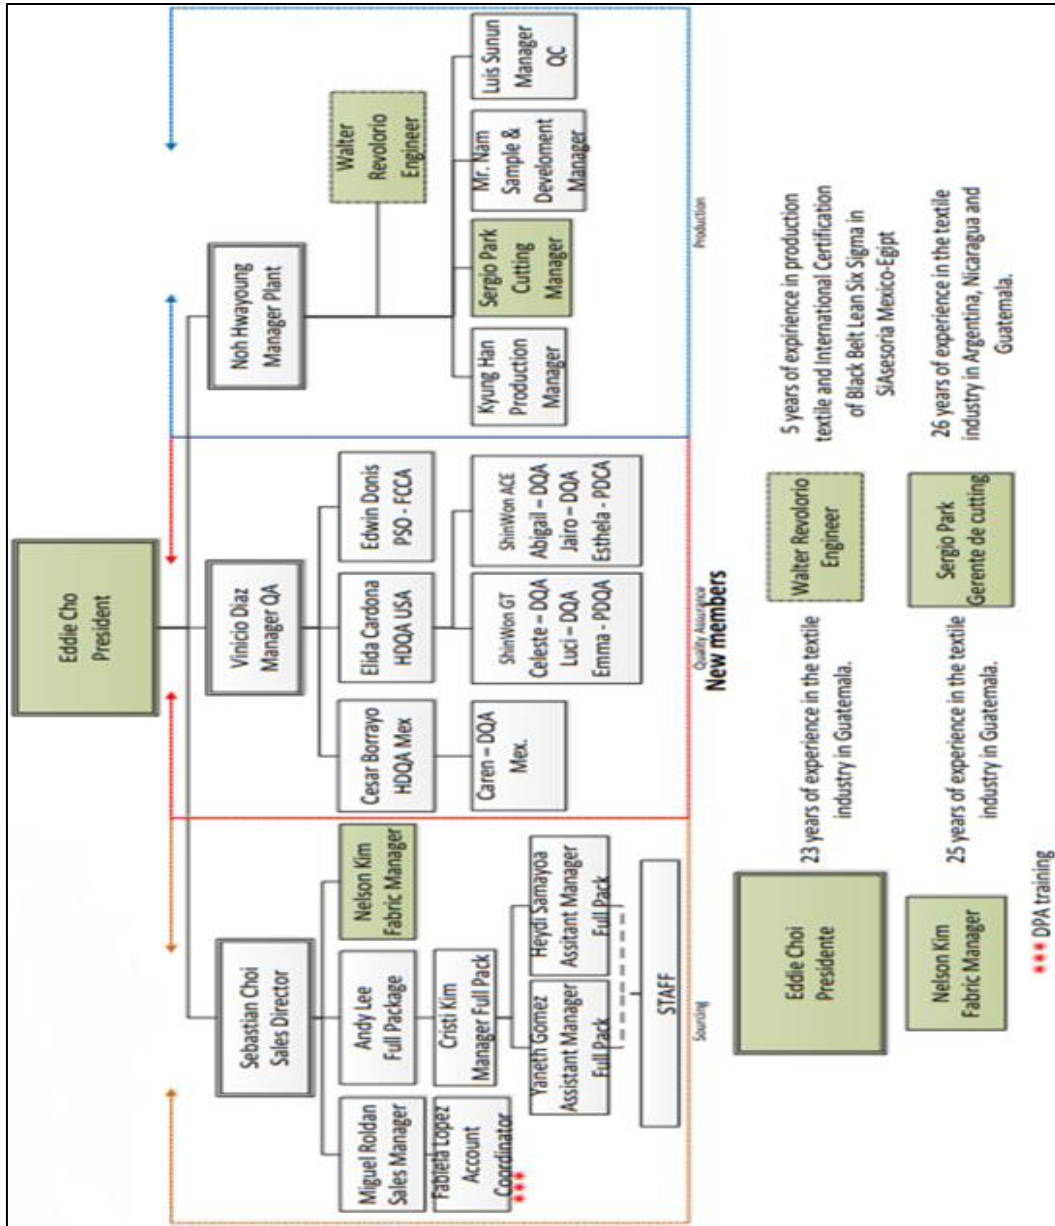 Eddie Cho
President
Sebastian Choi
Sales Director
Vinicio Diaz
Manager QA
Noh Hwayoung
Manager Plant
Walter
Revolorio
Engineer
Miguel Roldan
Sales Manager
Andy Lee
Full Package
Nelson Kim
Fabric Manager
Cesar Borrayo
HDQA Mex
Elida Cardona
HDQA USA
Edwin Donis
PSO - FCCA
Fabiela Lopez
Account
Coordinator
***
Cristi Kim
Manager Full Pack
Caren – DQA
Mex.
ShinWon GT
Celeste – DQA
Luci – DQA
Emma - PDQA
ShinWon ACE
Abigail – DQA
Jairo – DQA
Esthela - PDCA
Kyung Han
Production
Manager
Sergio Park
Cutting
Manager
Mr. Nam
Sample &
Develoment
Manager
Luis Sunun
Manager
QC
Yaneth Gomez
Assistant Manager
Full Pack
Heydi Samayoa
Assitant Manager
Full Pack
STAFF
Sourcing
Quality Assurance
Production
New members
Eddie Choi
Presidente
23 years of experience in the textile
industry in Guatemala.
Walter Revolorio
Engineer
5 years of expirience in production
textile and International Certification
of Black Belt Lean Six Sigma in
SiAsesoria Mexico-Egipt
Nelson Kim
Fabric Manager
25 years of experience in the textile
industry in Guatemala.
Sergio Park
Gerente de cutting
26 years of experience in the textile
industry in Argentina, Nicaragua and
Guatemala.
*** DPA training